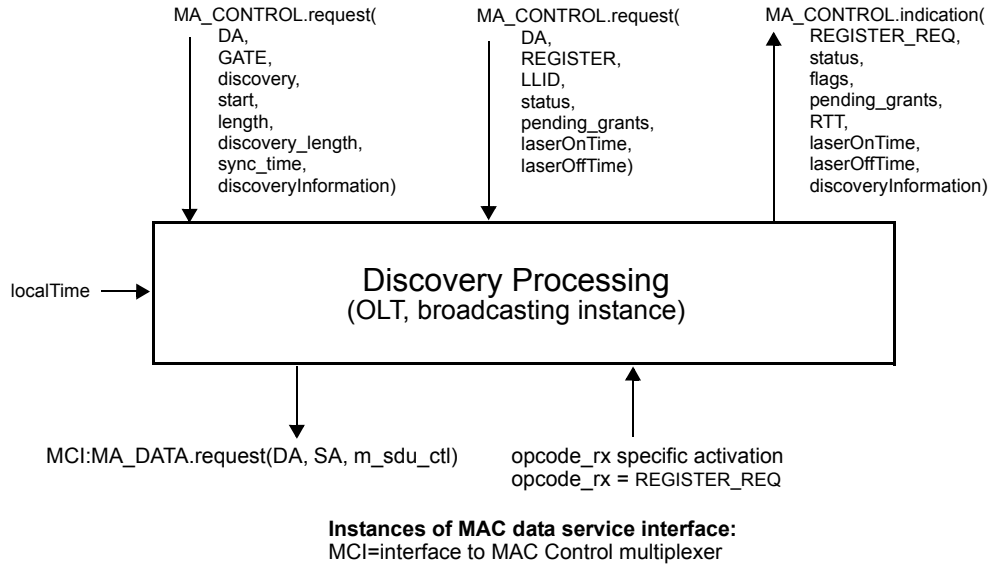 MA_CONTROL.request(
DA,
GATE,
discovery,
start,
length,
discovery_length,
sync_time,
discoveryInformation)
MA_CONTROL.request(
DA,
REGISTER,
LLID,
status,
pending_grants,
laserOnTime,
laserOffTime)
MA_CONTROL.indication(
REGISTER_REQ,
status,
flags,
pending_grants,
RTT,
laserOnTime,
laserOffTime,
discoveryInformation)
localTime
Discovery Processing
(OLT, broadcasting instance)
MCI:MA_DATA.request(DA, SA, m_sdu_ctl)
opcode_rx specific activation
opcode_rx = REGISTER_REQ
Instances of MAC data service interface:
MCI=interface to MAC Control multiplexer